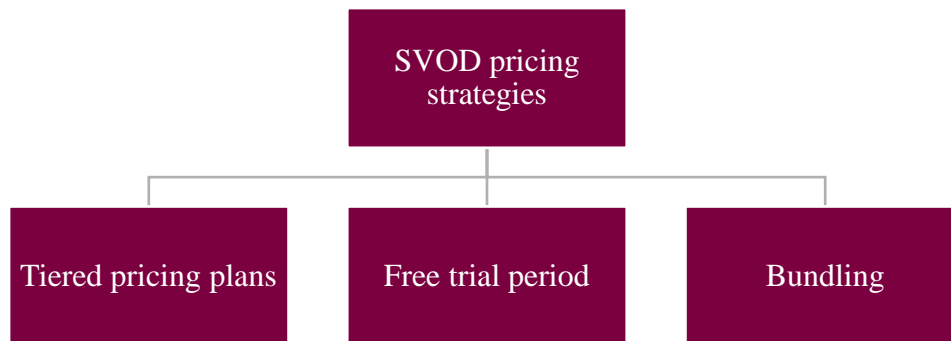 SVOD pricing
strategies
Tiered pricing plans
Free trial period
Bundling